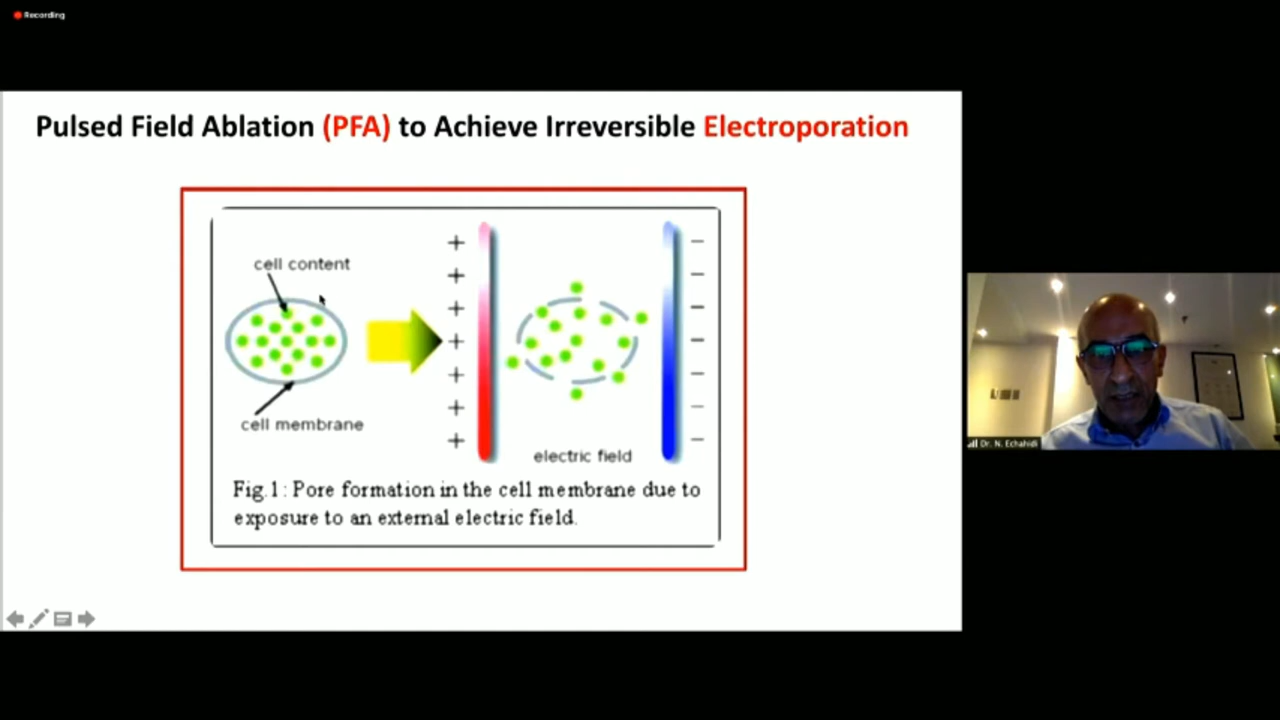 Recording
Pulsed Field Ablation (PFA) to Achieve Irreversible Electroporation
cell content
cell membrane
electric field
Fig.1: Pore formation in the cell membrane due to
exposure to an external electric field.
Dr. N. Echahidi